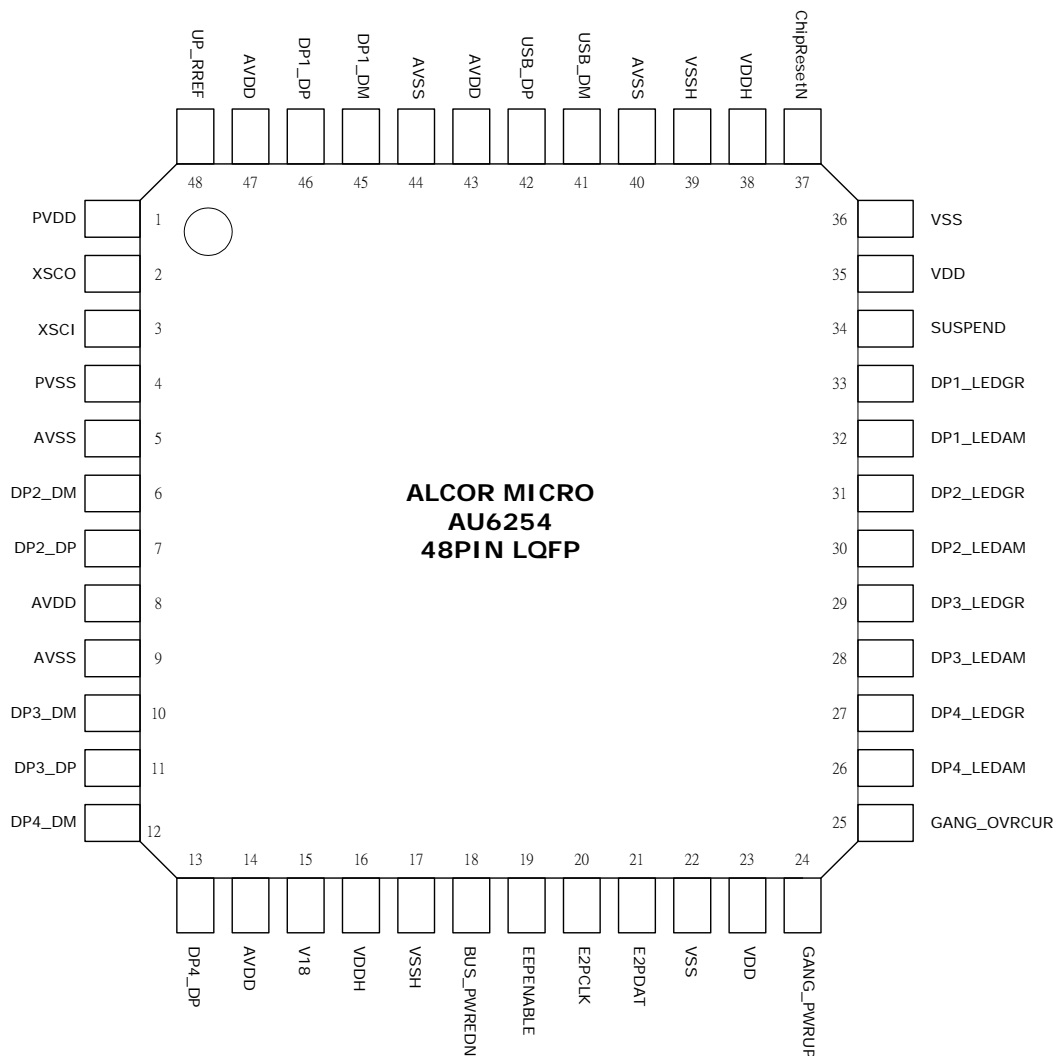 UP_RREF
AVDD
DP1_DP
DP1_DM
AVSS
AVDD
USB_DP
USB_DM
AVSS
VSSH
VDDH
ChipResetN
48 47 46 45 44 43 42 41 40 39 38 37
PVDD 1
XSCO 2
XSCI 3
PVSS 4
AVSS 5
DP2_DM 6
DP2_DP 7
AVDD 8
AVSS 9
DP3_DM 10
DP3_DP 11
DP4_DM 12
ALCOR MICRO
AU6254
48PIN LQFP
36 VSS
35 VDD
34 SUSPEND
33 DP1_LEDGR
32 DP1_LEDAM
31 DP2_LEDGR
30 DP2_LEDAM
29 DP3_LEDGR
28 DP3_LEDAM
27 DP4_LEDGR
26 DP4_LEDAM
25 GANG_OVRCUR
13 14 15 16 17 18 19 20 21 22 23 24
DP4_DP
AVDD
V18
VDDH
VSSH
BUS_PWREDN
EEPENABLE
E2PCLK
E2PDAT
VSS
VDD
GANG_PWRUP